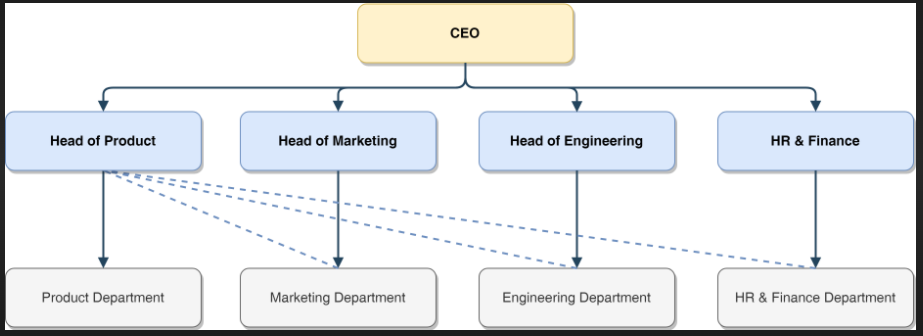 CEO
Head of Product
Head of Marketing
Head of Engineering
HR & Finance
Product Department
Marketing Department
Engineering Department
HR & Finance Department